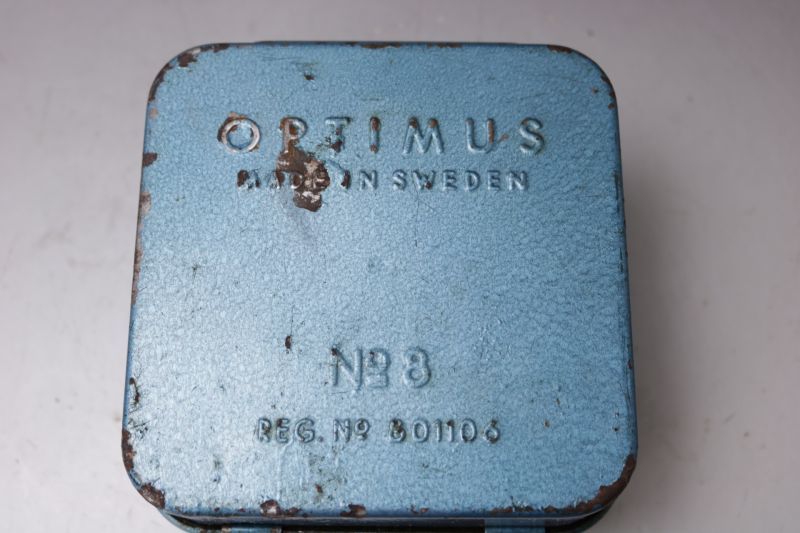 OPTIMUS
MADE IN SWEDEN
Nº 8
REG. Nº 801106